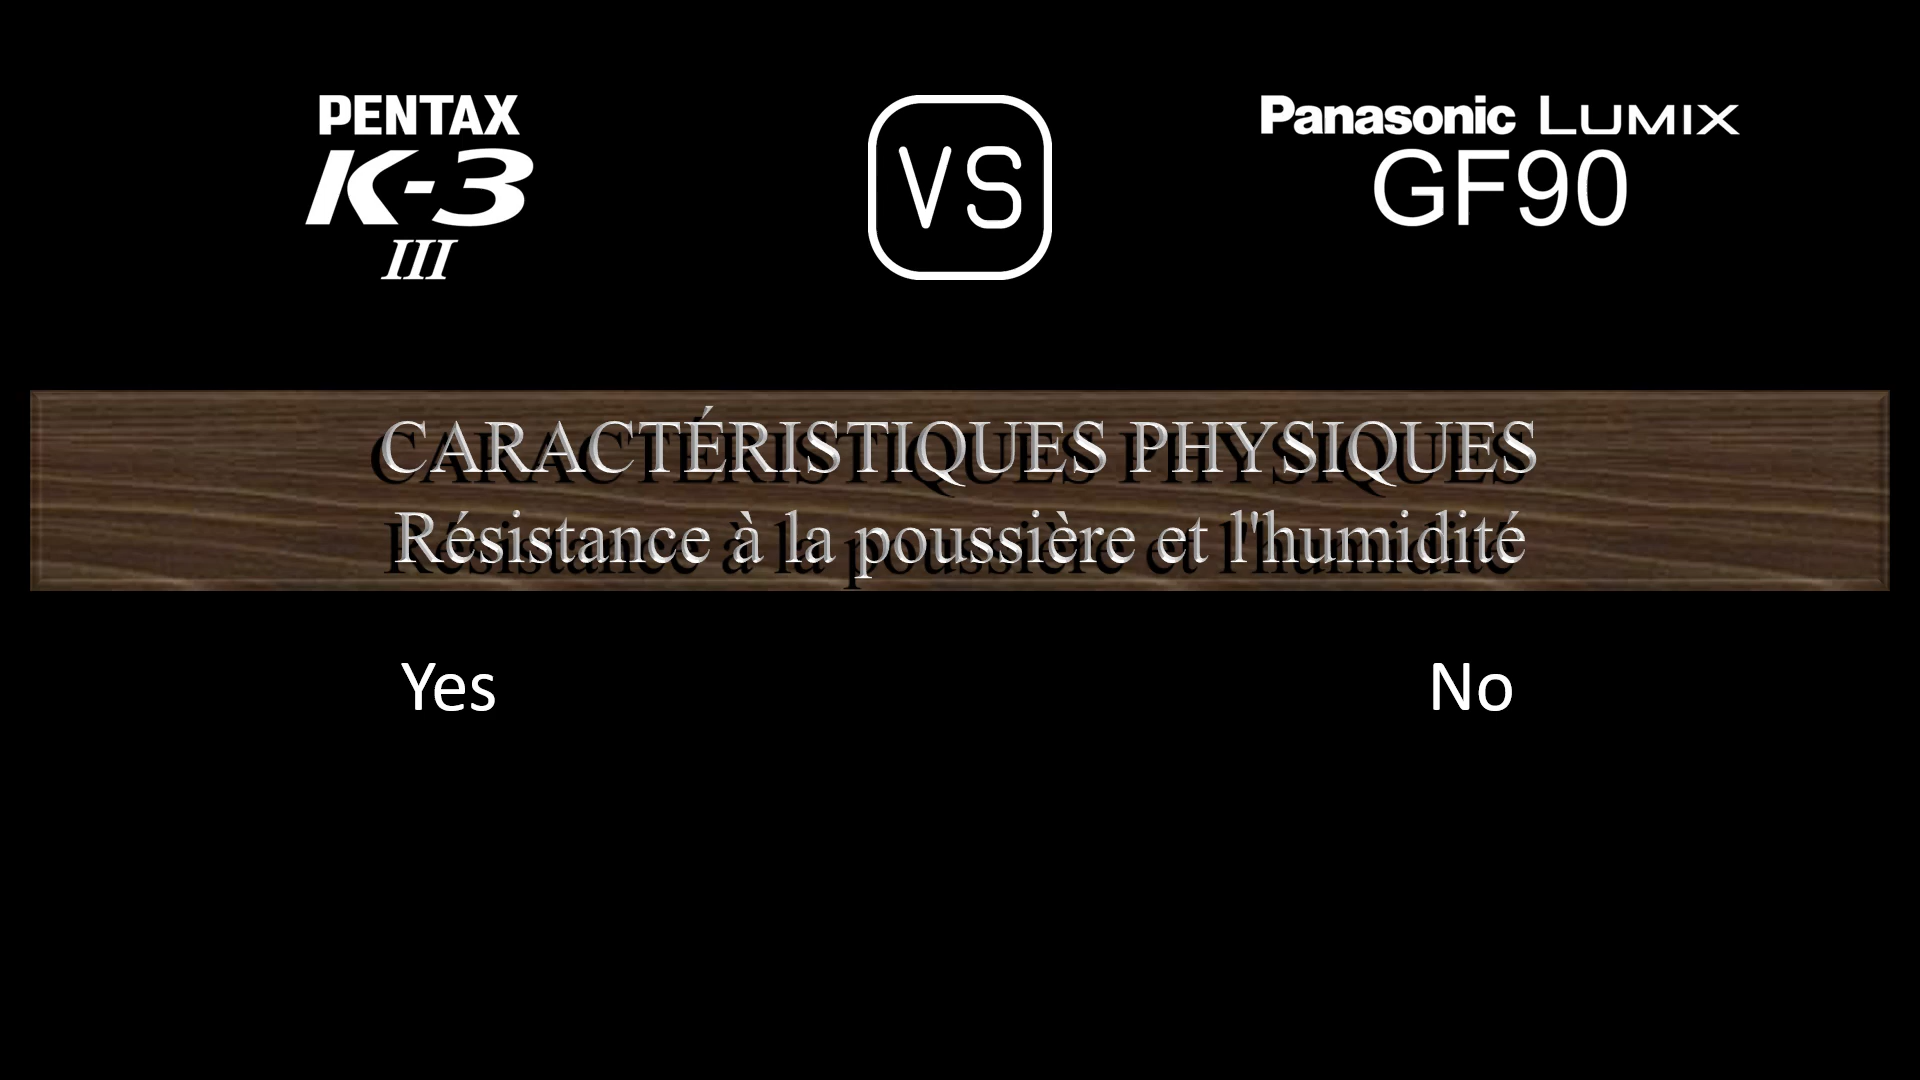 PENTAX
K-3
III
VS
Panasonic LUMIX
GF90
CARACTÉRISTIQUES PHYSIQUES
Résistance à la poussière et l'humidité
Yes
No